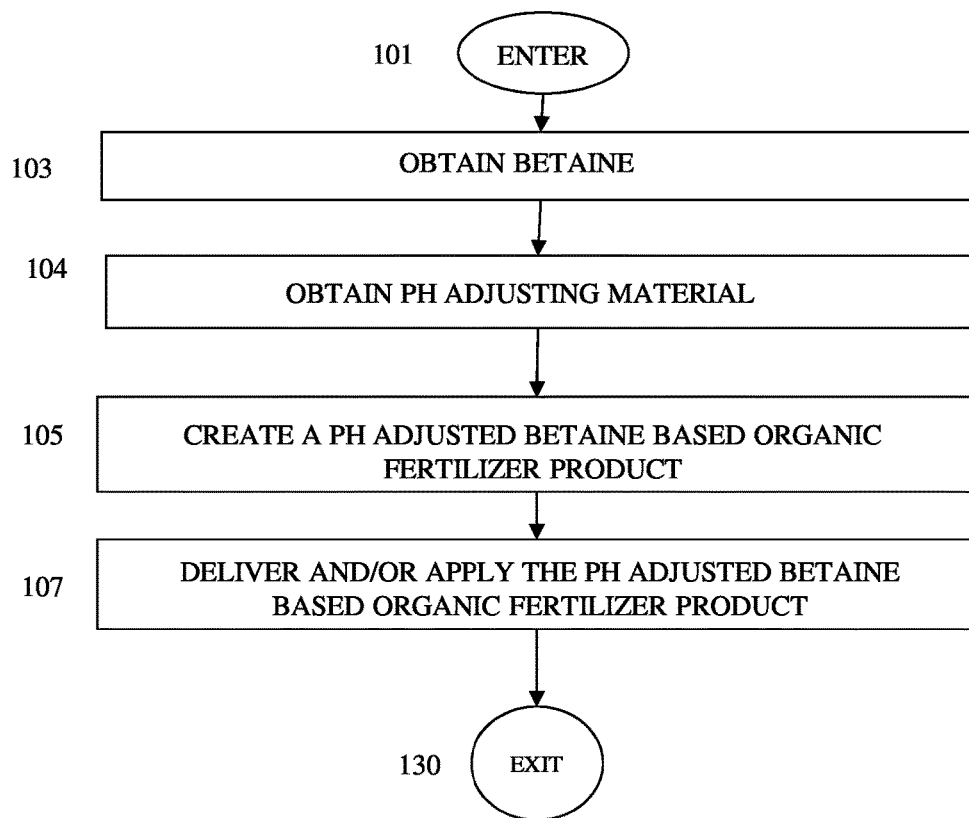 101 ENTER
103 OBTAIN BETAINE
104 OBTAIN PH ADJUSTING MATERIAL
105 CREATE A PH ADJUSTED BETAINE BASED ORGANIC
FERTILIZER PRODUCT
107 DELIVER AND/OR APPLY THE PH ADJUSTED BETAINE
BASED ORGANIC FERTILIZER PRODUCT
130 EXIT